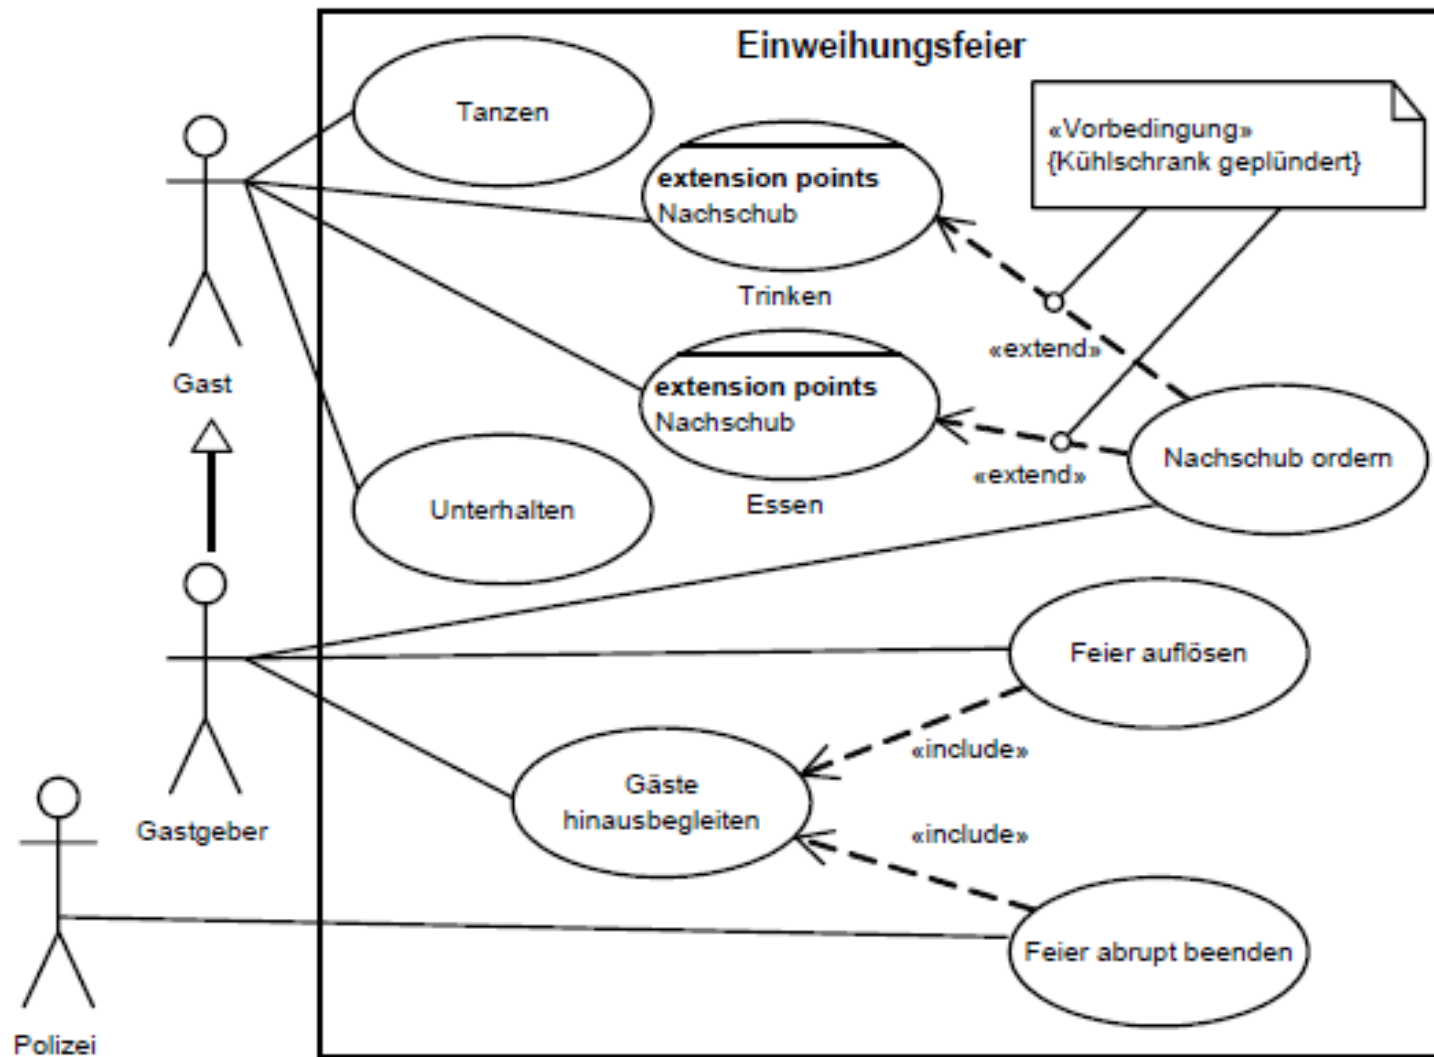 Einweihungsfeier
Tanzen
«Vorbedingung»
{Kühlschrank geplündert}
extension points
Nachschub
Trinken
«extend»
Gast
extension points
Nachschub
Essen
«extend»
Nachschub ordern
Unterhalten
Feier auflösen
«include»
Gäste
hinausbegleiten
Gastgeber
«include»
Feier abrupt beenden
Polizei